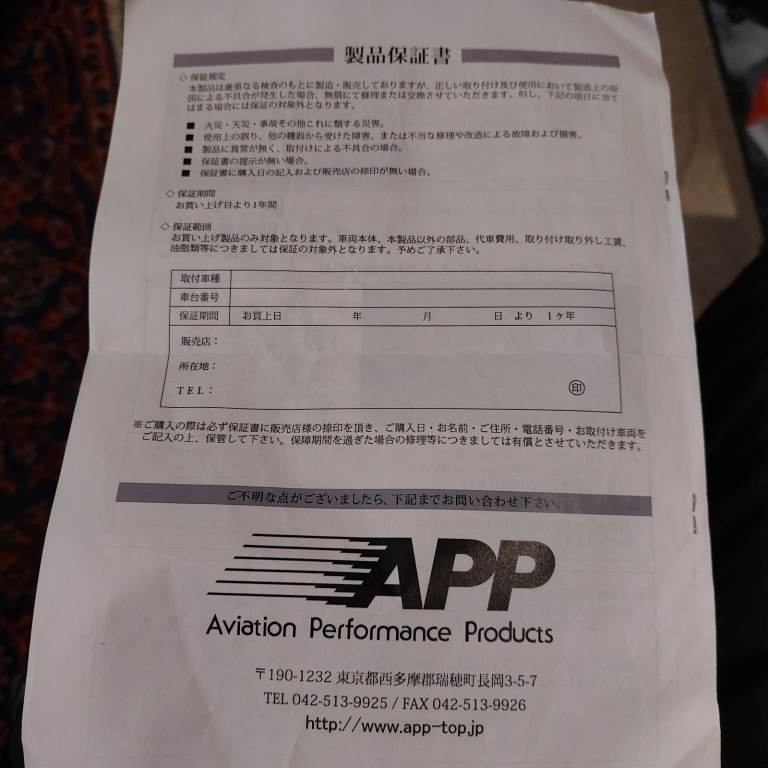 製品保証書
◇ 保証規定
本製品は厳重なる検査のもとに製造・販売しておりますが、正しい取り付け及び使用において製造上の原
因による不具合が発生した場合、無償にて修理または交換させていただきます。但し、下記の項目に当て
はまる場合には保証の対象外となります。
■ 火災・天災・事故その他これに類する災害。
■ 使用上の誤り、他の機器から受けた障害、または不当な修理や改造による故障および損害。
■ 製品に異常が無く、取付けによる不具合の場合。
■ 保証書の提示が無い場合。
■ 保証書に購入日の記入および販売店の捺印が無い場合。
◇ 保証期間
お買い上げ日より1年間
◇ 保証範囲
お買い上げ製品のみ対象となります。車両本体、本製品以外の部品、代車費用、取り付け取り外し工賃、
油脂類等につきましては保証の対象外となります。予めご了承下さい。
取付車種
車台番号
保証期間 お買上日 年 月 日 より 1ヶ年
販売店：
所在地：
TEL： 印
※ご購入の際は必ず保証書に販売店様の捺印を頂き、ご購入日・お名前・ご住所・電話番号・お取付け車両を
ご記入の上、保管して下さい。保障期間を過ぎた場合の修理等につきましては有償とさせていただきます。
ご不明な点がございましたら、下記までお問い合わせ下さい。
APP
Aviation Performance Products
〒190-1232 東京都西多摩郡瑞穂町長岡3-5-7
TEL 042-513-9925 / FAX 042-513-9926
http://www.app-top.jp